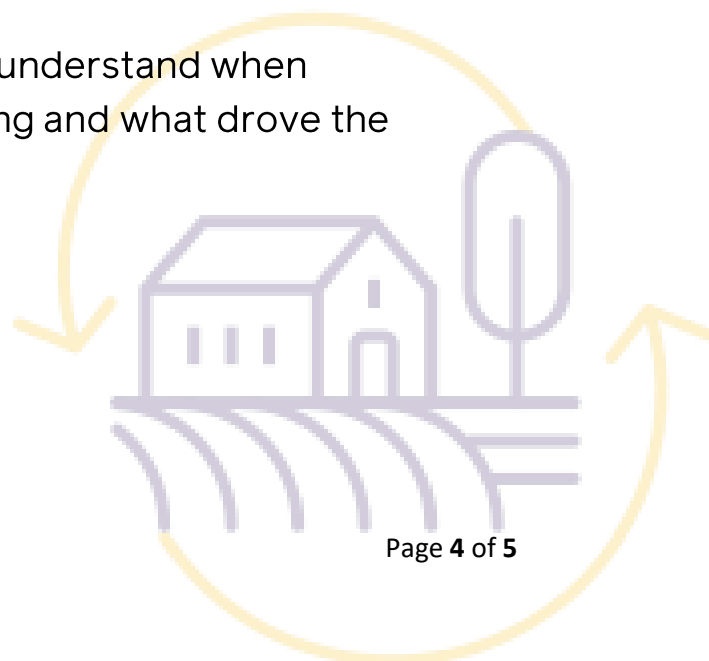 understand when
ng and what drove the
Page 4 of 5